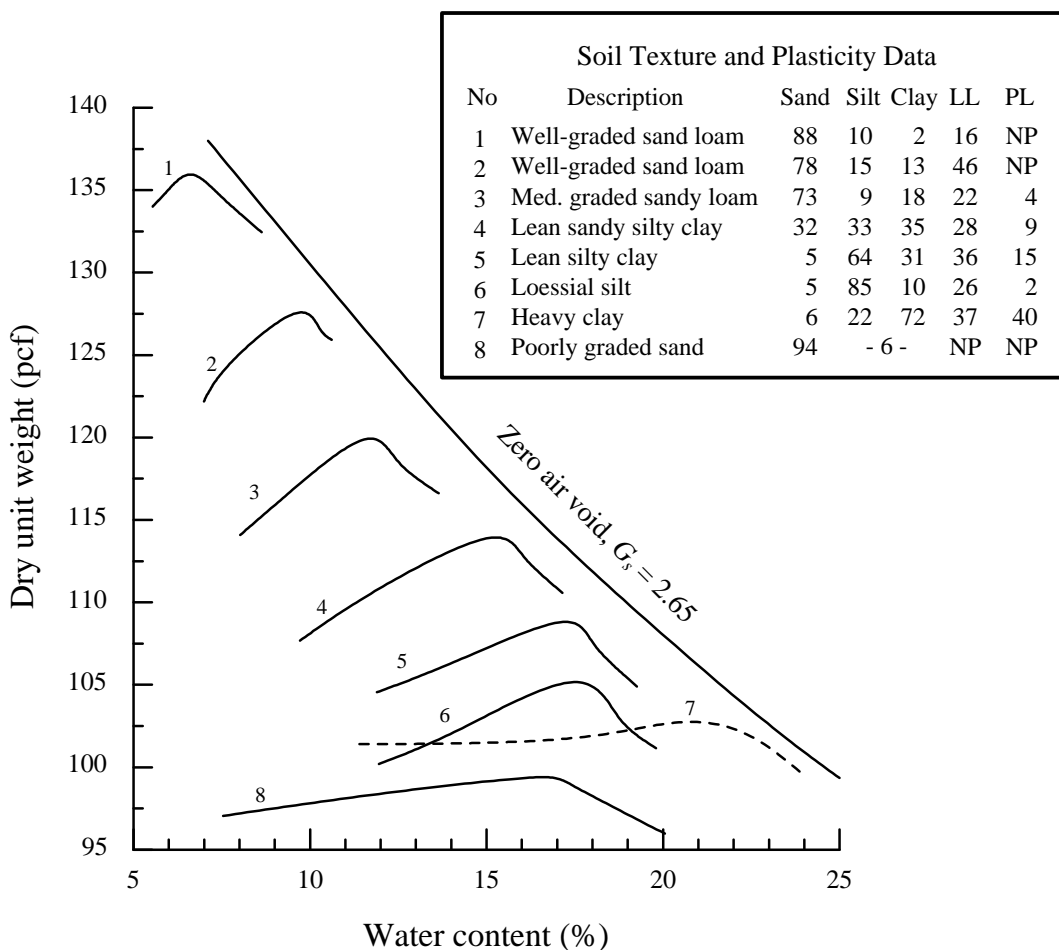 Soil Texture and Plasticity Data
No Description Sand Silt Clay LL PL
1 Well-graded sand loam 88 10 2 16 NP
2 Well-graded sand loam 78 15 13 46 NP
3 Med. graded sandy loam 73 9 18 22 4
4 Lean sandy silty clay 32 33 35 28 9
5 Lean silty clay 5 64 31 36 15
6 Loessial silt 5 85 10 26 2
7 Heavy clay 6 22 72 37 40
8 Poorly graded sand 94 - 6 - NP NP
Dry unit weight (pcf)
140
135
130
125
120
115
110
105
100
95
1
2
3
4
5
6
7
8
Zero air void, Gs = 2.65
5 10 15 20 25
Water content (%)